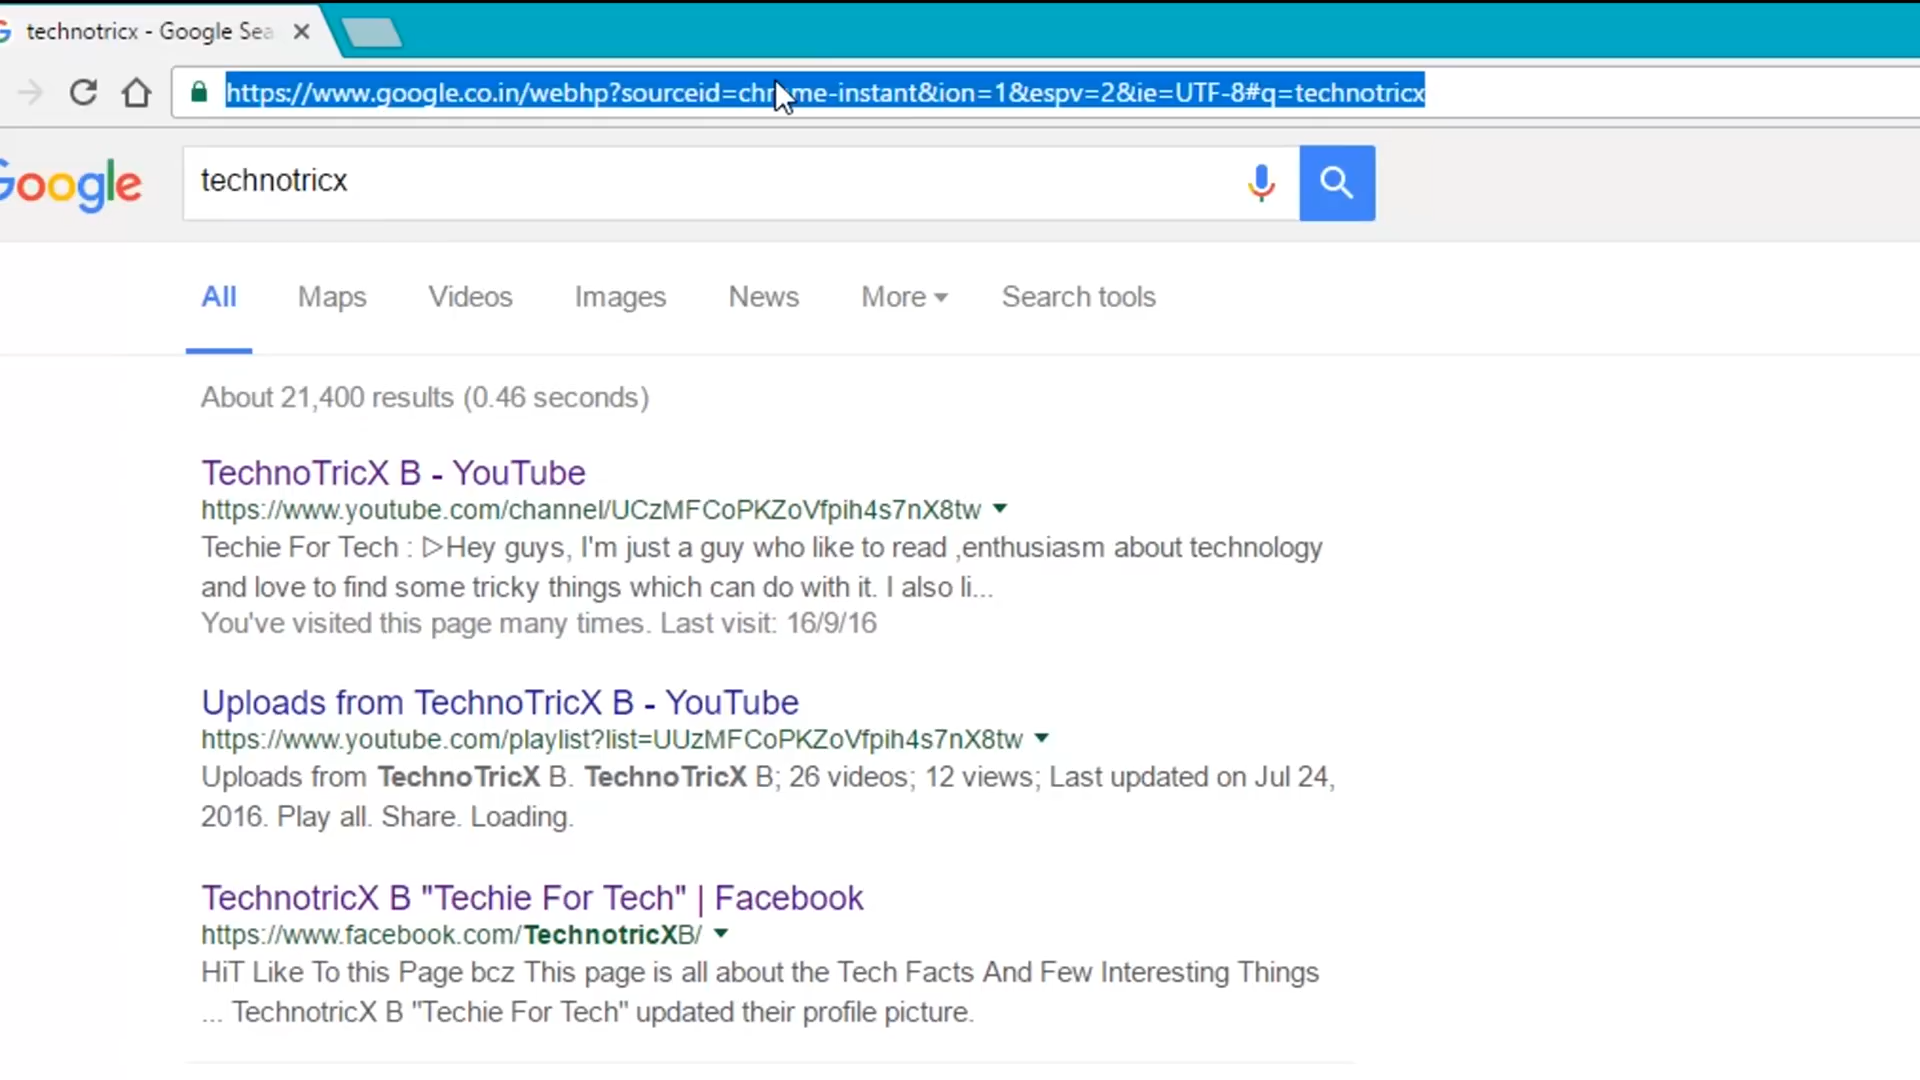 technotricx - Google Sea
https://www.google.co.in/webhp?sourceid=chrome-instant&ion=1&espv=2&ie=UTF-8#q=technotricx
Google
technotricx
All Maps Videos Images News More Search tools
About 21,400 results (0.46 seconds)
TechnoTricX B - YouTube
https://www.youtube.com/channel/UCzMFCoPKZoVfpih4s7nX8tw
Techie For Tech : ▷Hey guys, I'm just a guy who like to read ,enthusiasm about technology
and love to find some tricky things which can do with it. I also li...
You've visited this page many times. Last visit: 16/9/16
Uploads from TechnoTricX B - YouTube
https://www.youtube.com/playlist?list=UUzMFCoPKZoVfpih4s7nX8tw
Uploads from TechnoTricX B. TechnoTricX B; 26 videos; 12 views; Last updated on Jul 24,
2016. Play all. Share. Loading.
TechnotricX B "Techie For Tech" | Facebook
https://www.facebook.com/TechnotricXB/
HiT Like To this Page bcz This page is all about the Tech Facts And Few Interesting Things
... TechnotricX B "Techie For Tech" updated their profile picture.